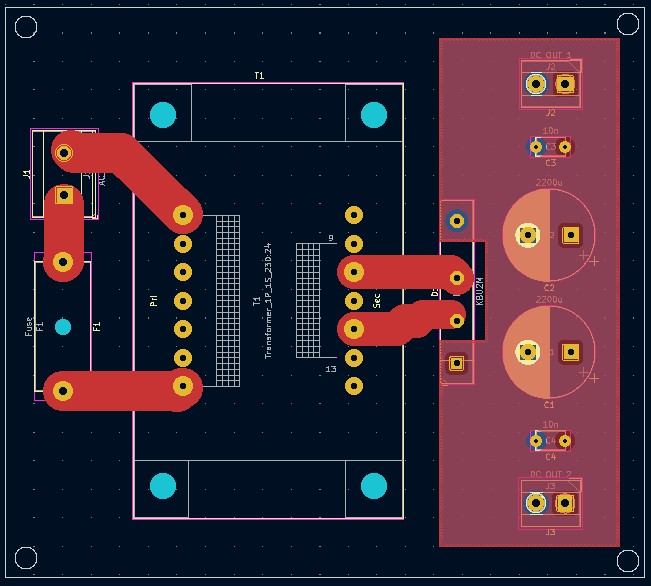 T1
DC OUT 1
J2
J2
10n
C3
C3
J1
AC
2200u
9
C2
Pri
T1
Transformer_1P_1S_230:24
Sec
KBU2M
2200u
Fuse
F1
F1
13
C1
10n
C4
C4
DC OUT 2
J3
J3